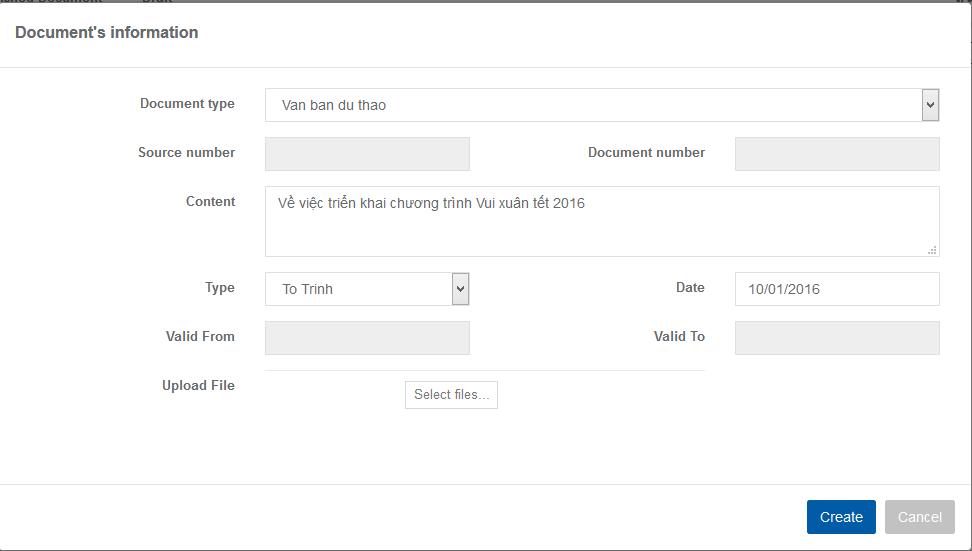 Document's information
Document type Van ban du thao
Source number Document number
Content Về việc triển khai chương trình Vui xuân tết 2016
Type To Trinh Date 10/01/2016
Valid From Valid To
Upload File Select files...
Create Cancel